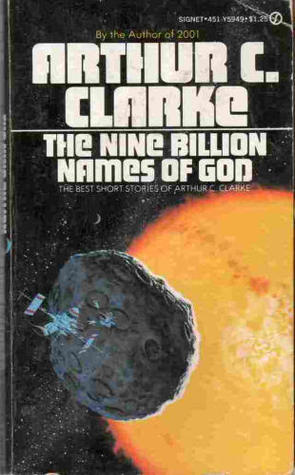 SIGNET•451-Y5949•$1.25
By the Author of 2001
ARTHUR C.
CLARKE
THE NINE BILLION
NAMES OF GOD
THE BEST SHORT STORIES OF ARTHUR C. CLARKE